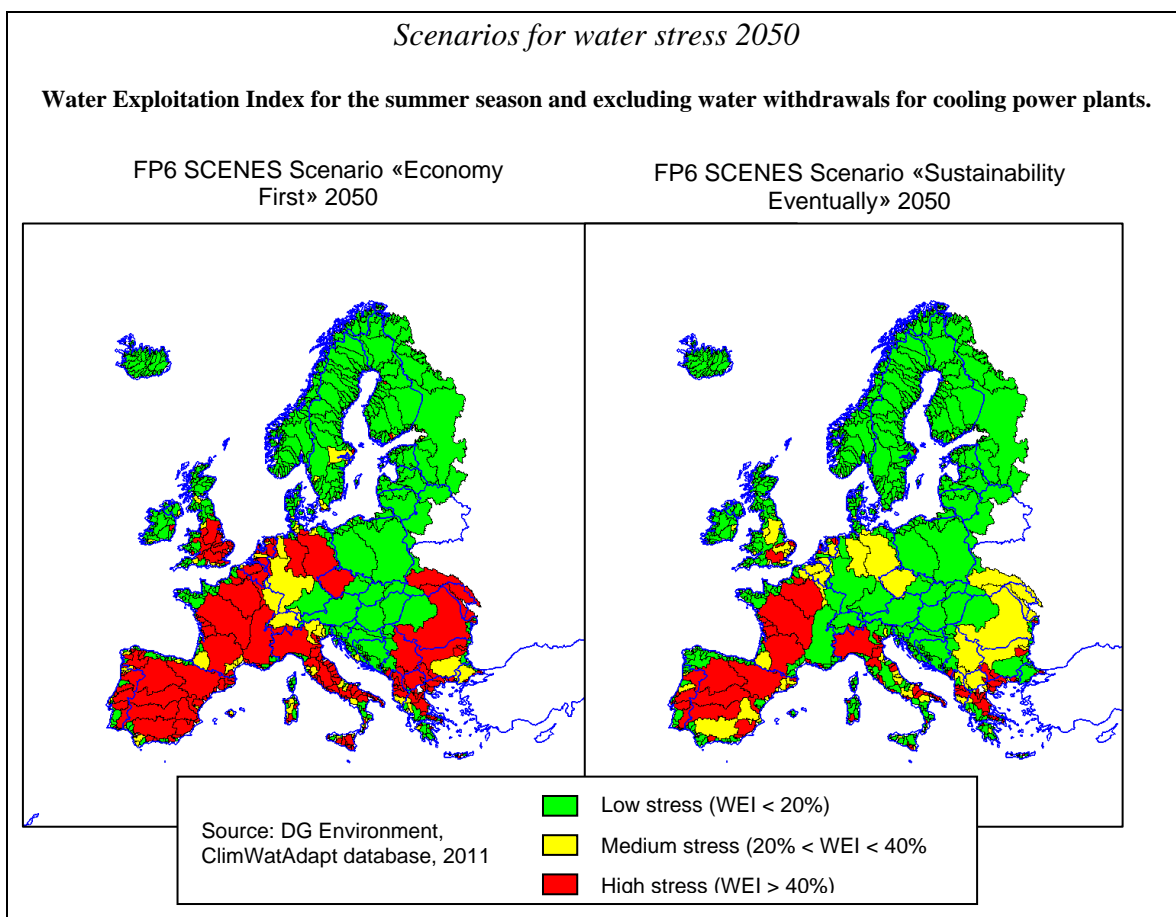 Scenarios for water stress 2050
Water Exploitation Index for the summer season and excluding water withdrawals for cooling power plants.
FP6 SCENES Scenario «Economy
First» 2050
FP6 SCENES Scenario «Sustainability
Eventually» 2050
Source: DG Environment,
ClimWatAdapt database, 2011
Low stress (WEI < 20%)
Medium stress (20% < WEI < 40%
High stress (WEI > 40%)